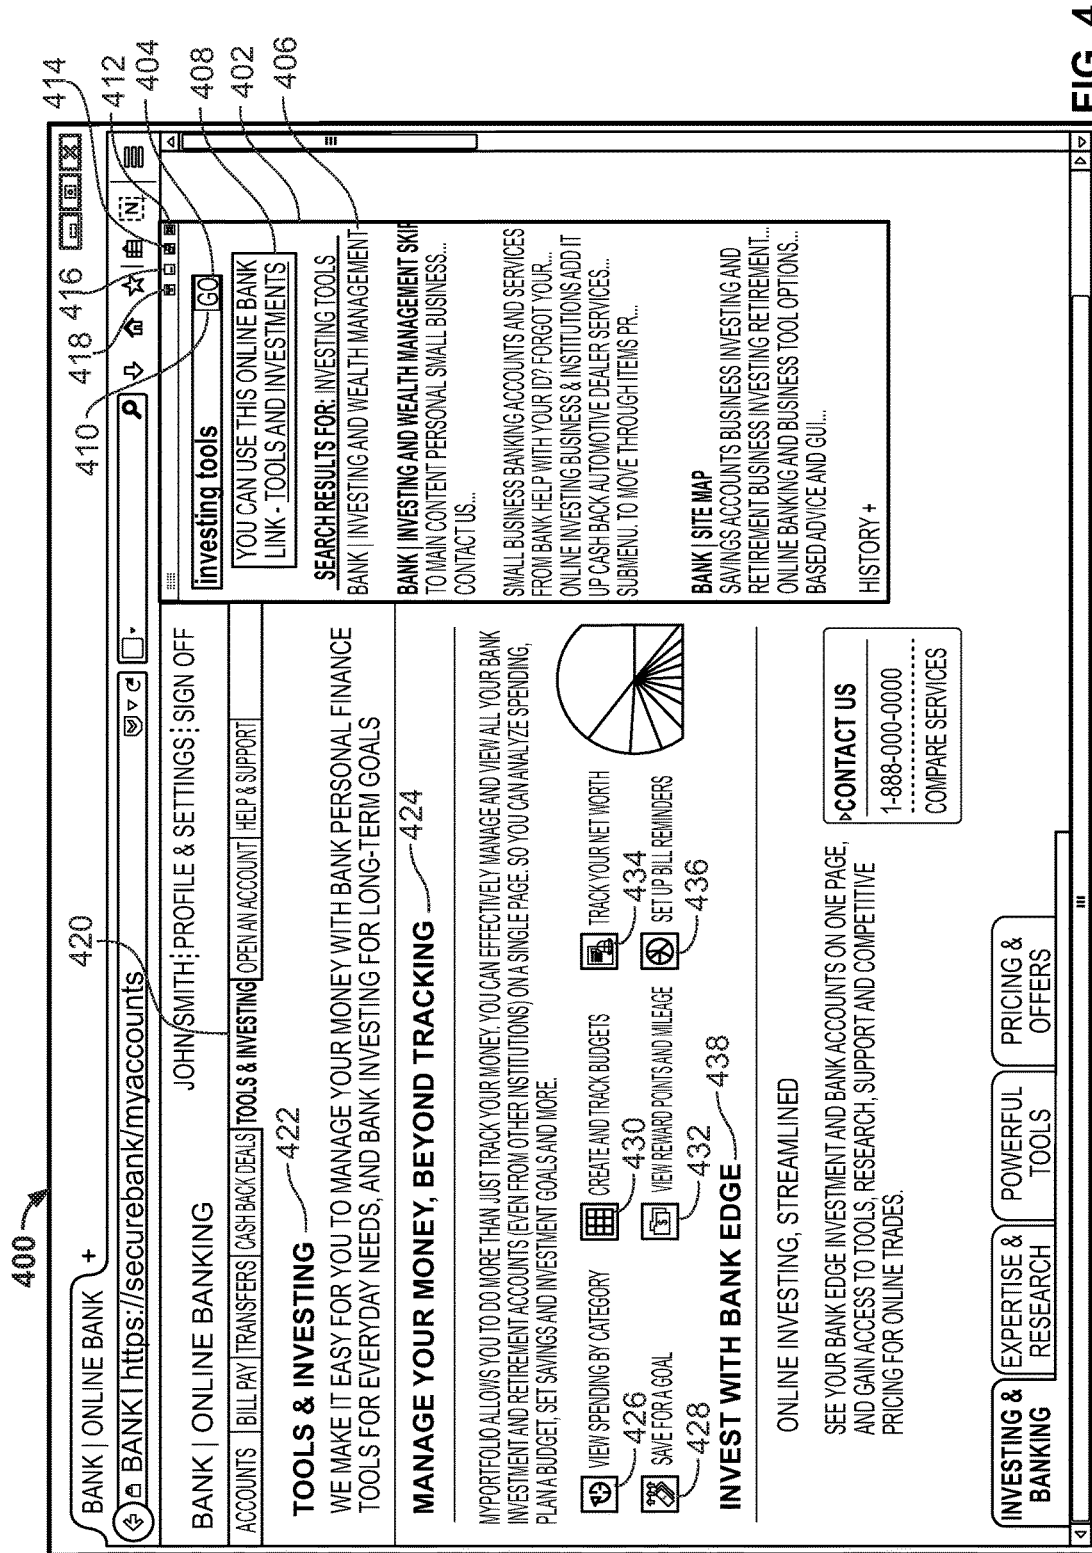 400
BANK | ONLINE BANK +
BANK | https://securebank/myaccounts
420
410
418
416
414
412
404
408
402
406
N
BANK | ONLINE BANKING
JOHN SMITH PROFILE & SETTINGS SIGN OFF
ACCOUNTS | BILL PAY | TRANSFERS | CASH BACK DEALS | TOOLS & INVESTING | OPEN AN ACCOUNT | HELP & SUPPORT
TOOLS & INVESTING 422
WE MAKE IT EASY FOR YOU TO MANAGE YOUR MONEY WITH BANK PERSONAL FINANCE
TOOLS FOR EVERYDAY NEEDS, AND BANK INVESTING FOR LONG-TERM GOALS
MANAGE YOUR MONEY, BEYOND TRACKING 424
MYPORTFOLIO ALLOWS YOU TO DO MORE THAN JUST TRACK YOUR MONEY. YOU CAN EFFECTIVELY MANAGE AND VIEW ALL YOUR BANK
INVESTMENT AND RETIREMENT ACCOUNTS (EVEN FROM OTHER INSTITUTIONS) ON A SINGLE PAGE. SO YOU CAN ANALYZE SPENDING,
PLAN A BUDGET, SET SAVINGS AND INVESTMENT GOALS AND MORE.
VIEW SPENDING BY CATEGORY
426
CREATE AND TRACK BUDGETS
430
TRACK YOUR NET WORTH
434
SAVE FOR A GOAL
428
$ VIEW REWARD POINTS AND MILEAGE
432
SET UP BILL REMINDERS
436
INVEST WITH BANK EDGE 438
ONLINE INVESTING, STREAMLINED
SEE YOUR BANK EDGE INVESTMENT AND BANK ACCOUNTS ON ONE PAGE,
AND GAIN ACCESS TO TOOLS, RESEARCH, SUPPORT AND COMPETITIVE
PRICING FOR ONLINE TRADES.
CONTACT US
1-888-000-0000
COMPARE SERVICES
INVESTING &
BANKING
EXPERTISE &
RESEARCH
POWERFUL
TOOLS
PRICING &
OFFERS
investing tools GO
YOU CAN USE THIS ONLINE BANK
LINK - TOOLS AND INVESTMENTS
SEARCH RESULTS FOR: INVESTING TOOLS
BANK | INVESTING AND WEALTH MANAGEMENT
BANK | INVESTING AND WEALTH MANAGEMENT SKIP
TO MAIN CONTENT PERSONAL SMALL BUSINESS...
CONTACT US...
SMALL BUSINESS BANKING ACCOUNTS AND SERVICES
FROM BANK HELP WITH YOUR ID? FORGOT YOUR...
ONLINE INVESTING BUSINESS & INSTITUTIONS ADD IT
UP CASH BACK AUTOMOTIVE DEALER SERVICES...
SUBMENU. TO MOVE THROUGH ITEMS PR...
BANK | SITE MAP
SAVINGS ACCOUNTS BUSINESS INVESTING AND
RETIREMENT BUSINESS INVESTING RETIREMENT...
ONLINE BANKING AND BUSINESS TOOL OPTIONS...
BASED ADVICE AND GUI...
HISTORY +
FIG. 4